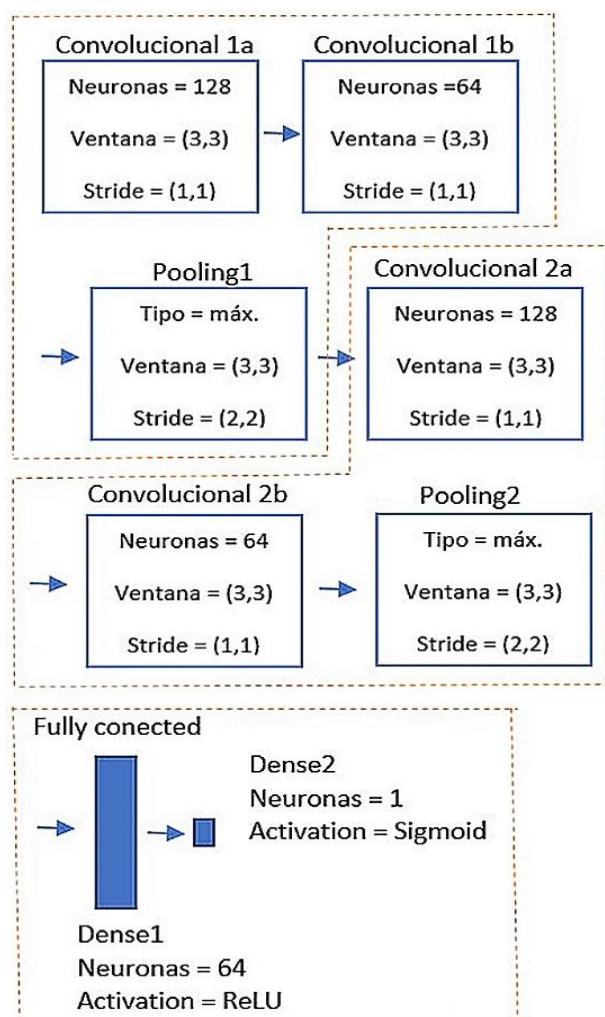 Convolucional 1a
Neuronas = 128
Ventana = (3,3)
Stride = (1,1)
Convolucional 1b
Neuronas =64
Ventana = (3,3)
Stride = (1,1)
Pooling1
Tipo = máx.
Ventana = (3,3)
Stride = (2,2)
Convolucional 2a
Neuronas = 128
Ventana = (3,3)
Stride = (1,1)
Convolucional 2b
Neuronas = 64
Ventana = (3,3)
Stride = (1,1)
Pooling2
Tipo = máx.
Ventana = (3,3)
Stride = (2,2)
Fully conected
Dense2
Neuronas = 1
Activation = Sigmoid
Dense1
Neuronas = 64
Activation = ReLU